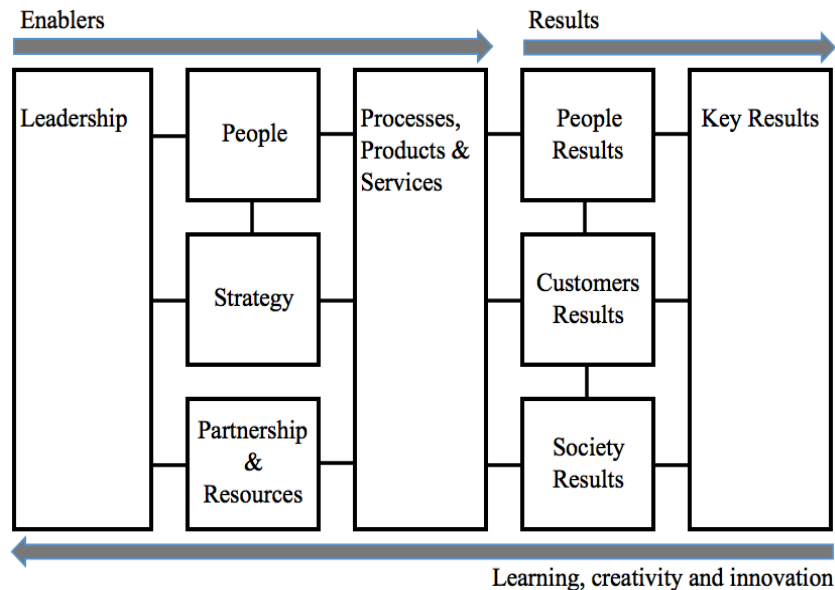 Enablers
Results
Leadership
People
Processes,
Products &
Services
People
Results
Key Results
Strategy
Customers
Results
Partnership
&
Resources
Society
Results
Learning, creativity and innovation